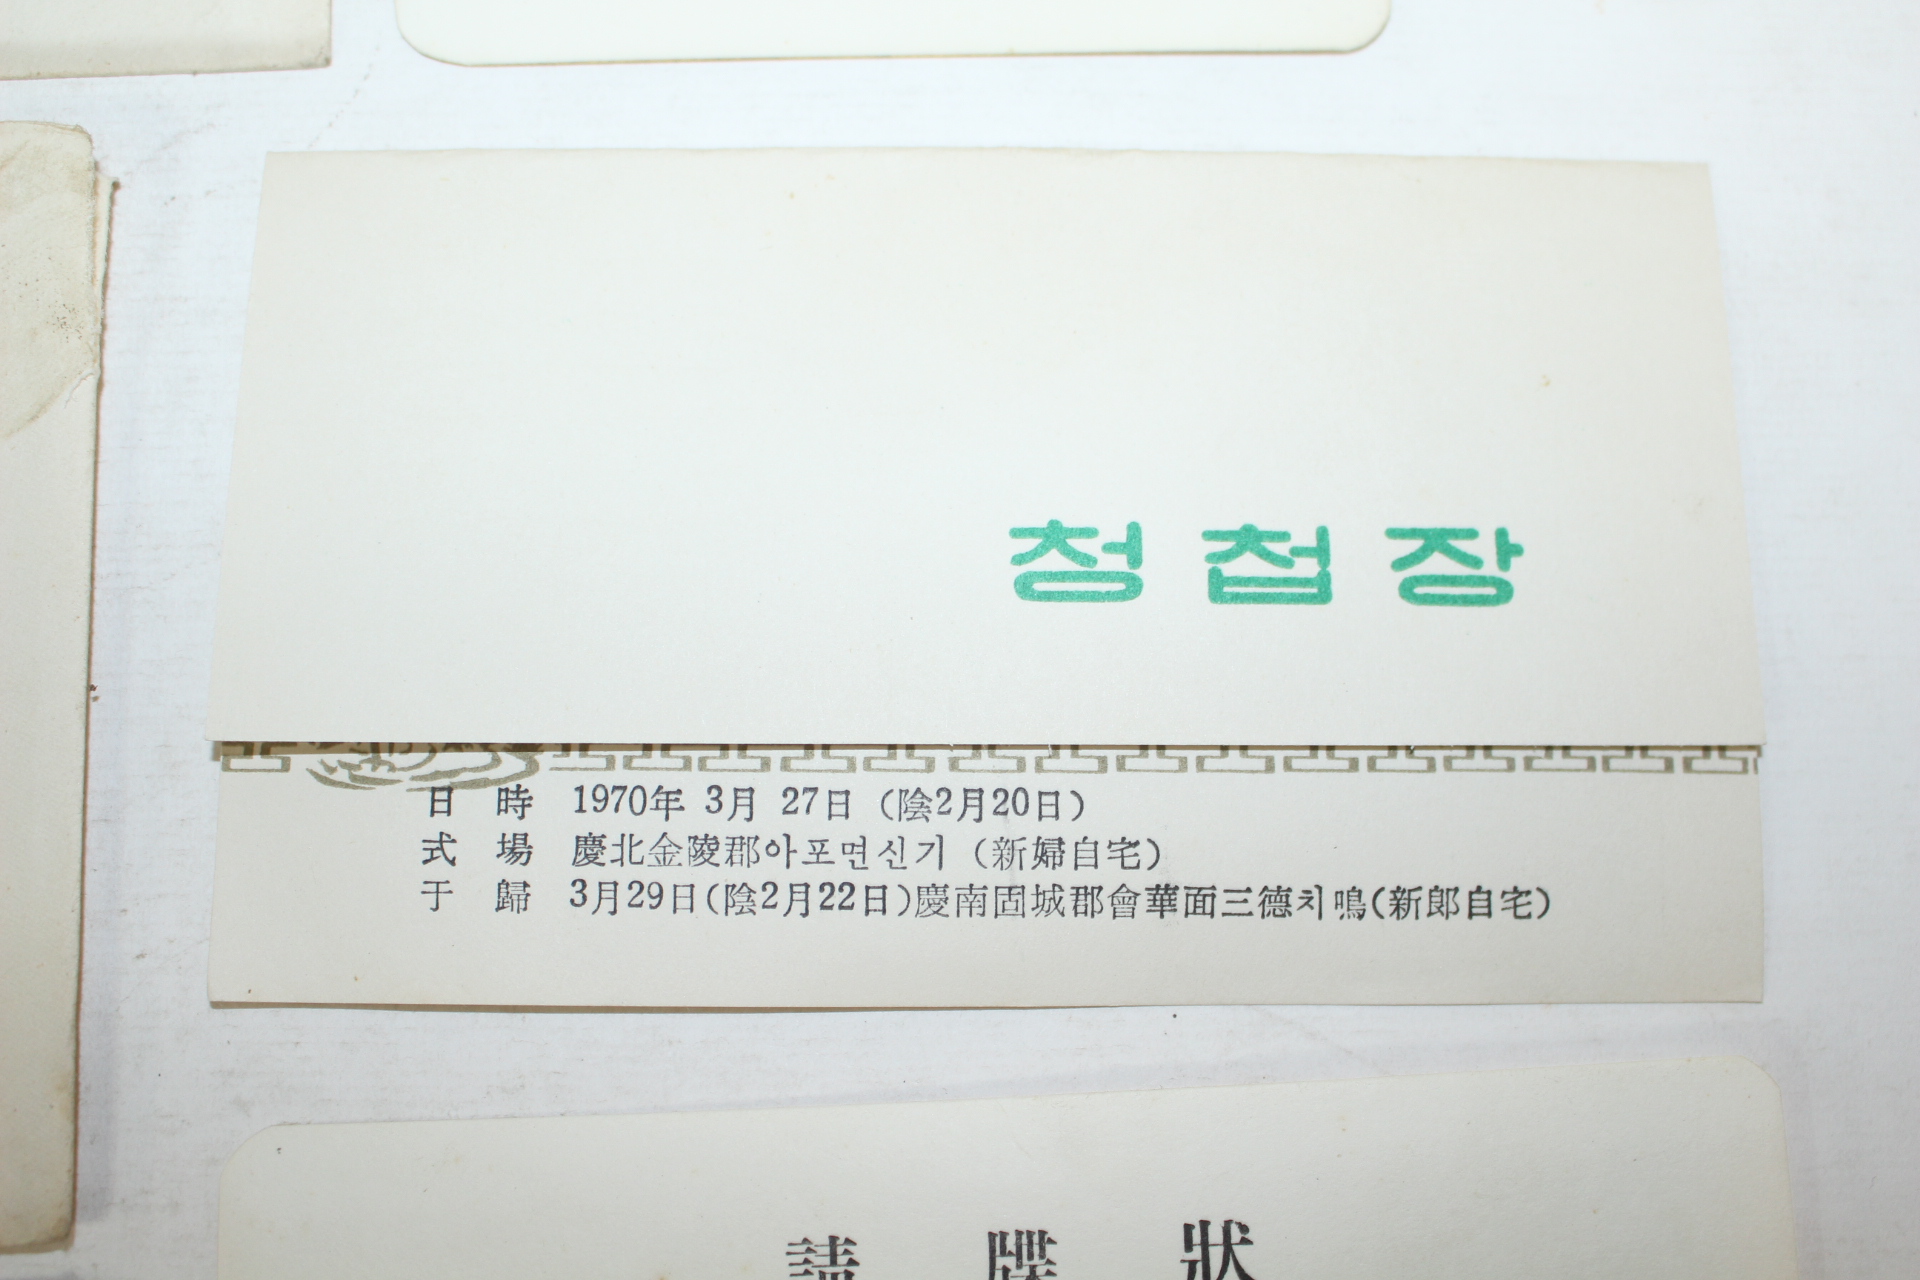 청첩장
日 時 1970年 3月 27日 (陰2月20日)
式 場 慶北金陵郡아포면신기 (新婦自宅)
于 歸 3月29日(陰2月22日)慶南固城郡會華面三德치鳴(新郞自宅)
請 牒 狀